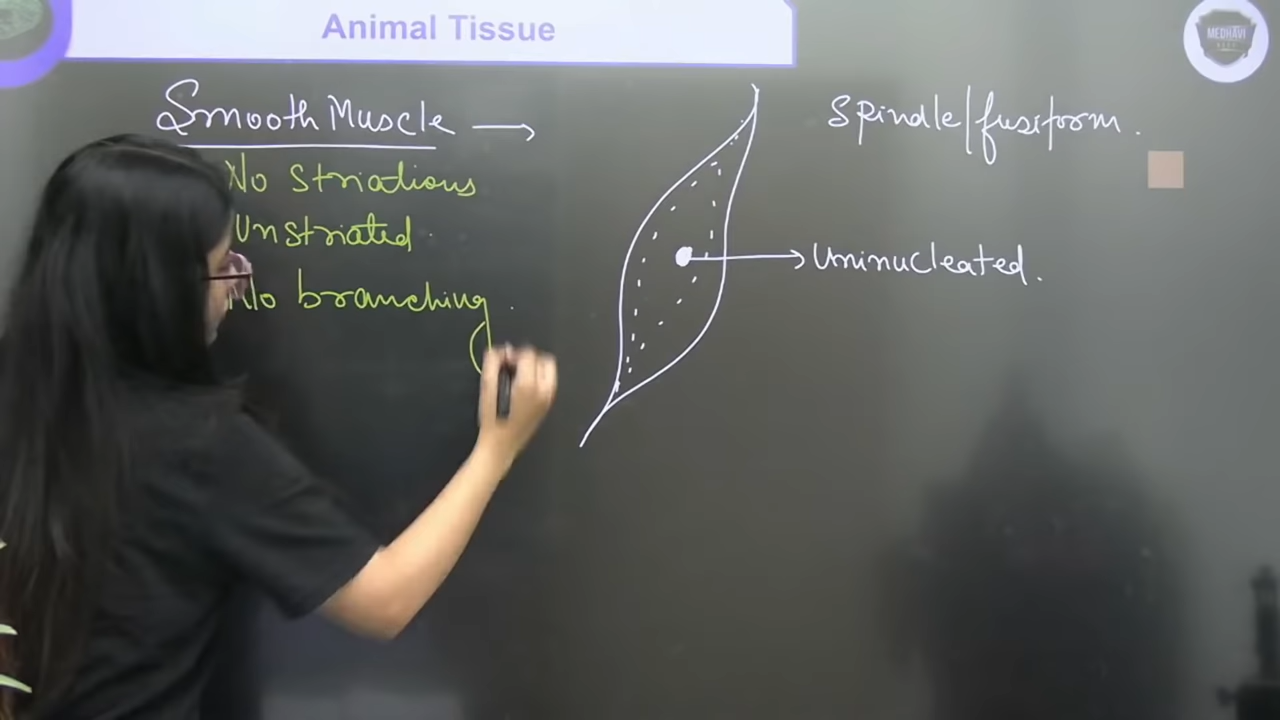 Animal Tissue
MEDHAVI
Smooth Muscle →
Spindle/fusiform.
No Striations
Unstriated
Uninucleated.
No branching.
(